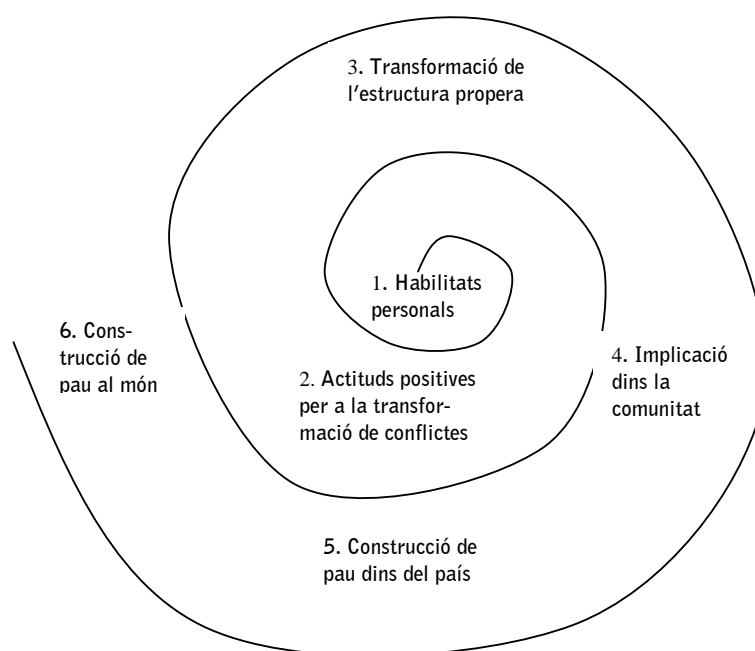 3. Transformació de
l'estructura propera
1. Habilitats
personals
6. Cons-
trucció de
pau al món
4. Implicació
dins la
comunitat
2. Actituds positives
per a la transfor-
mació de conflictes
5. Construcció de
pau dins del país